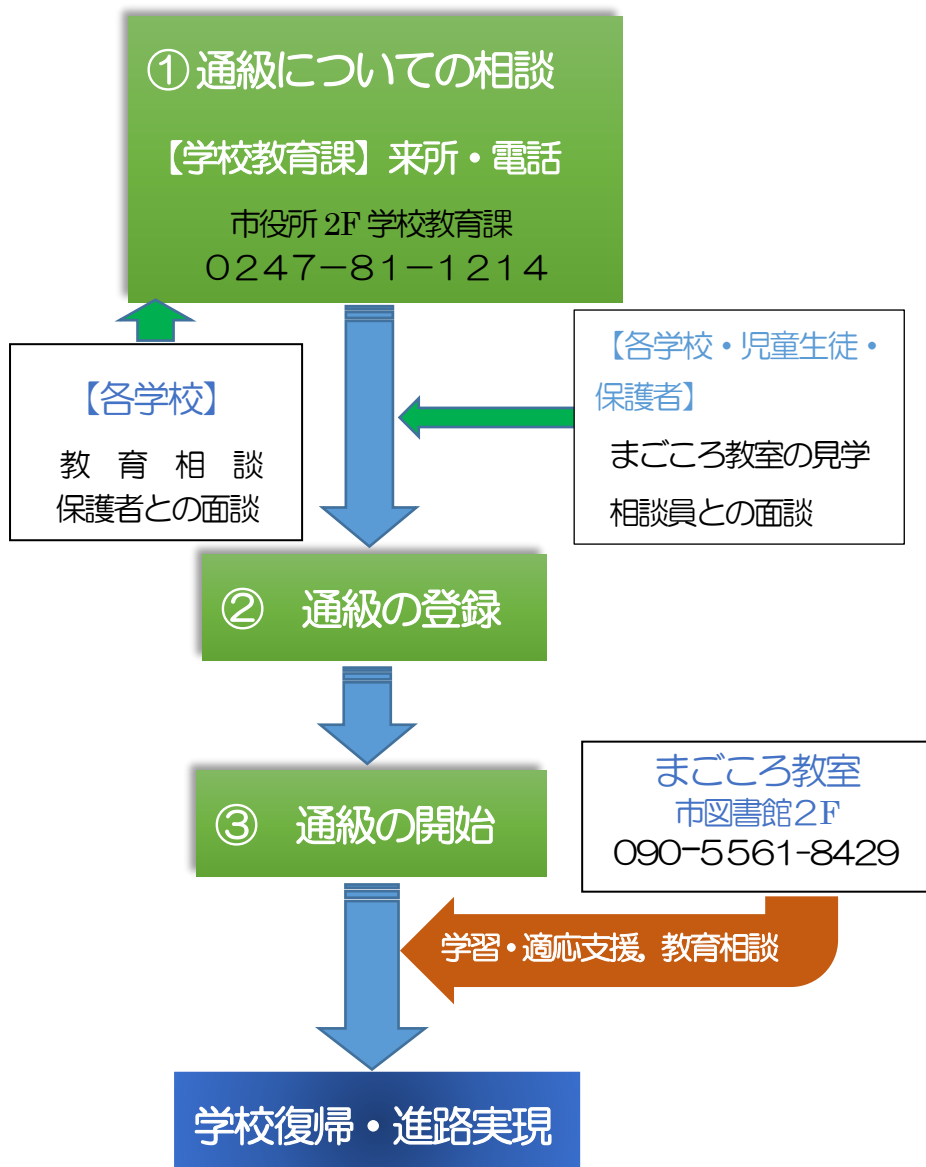 ①通級についての相談
【学校教育課】来所・電話
市役所2F学校教育課
0247-81-1214
【各学校】
教 育 相 談
保護者との面談
【各学校・児童生徒・
保護者】
まごころ教室の見学
相談員との面談
② 通級の登録
③ 通級の開始
まごころ教室
市図書館2F
090-5561-8429
学習・適応支援,教育相談
学校復帰・進路実現